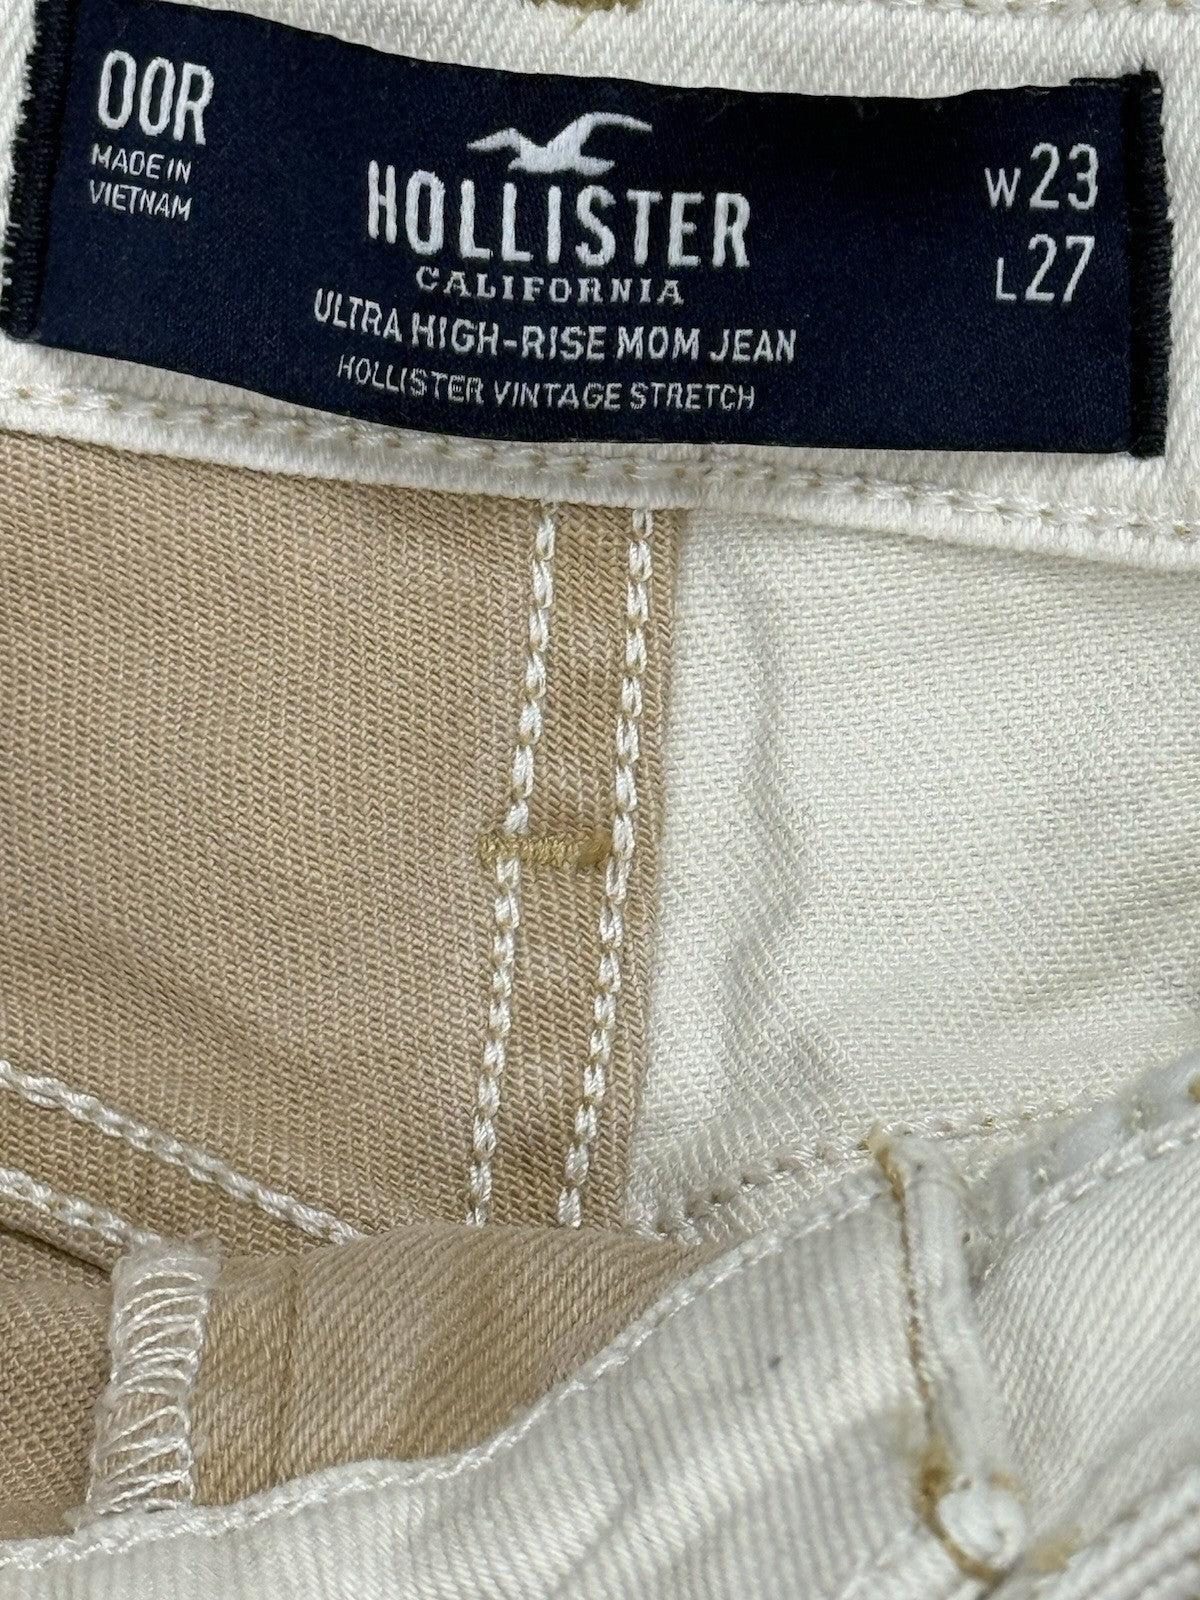 00R
MADE IN
VIETNAM
HOLLISTER
CALIFORNIA
ULTRA HIGH-RISE MOM JEAN
HOLLISTER VINTAGE STRETCH
W23
L27